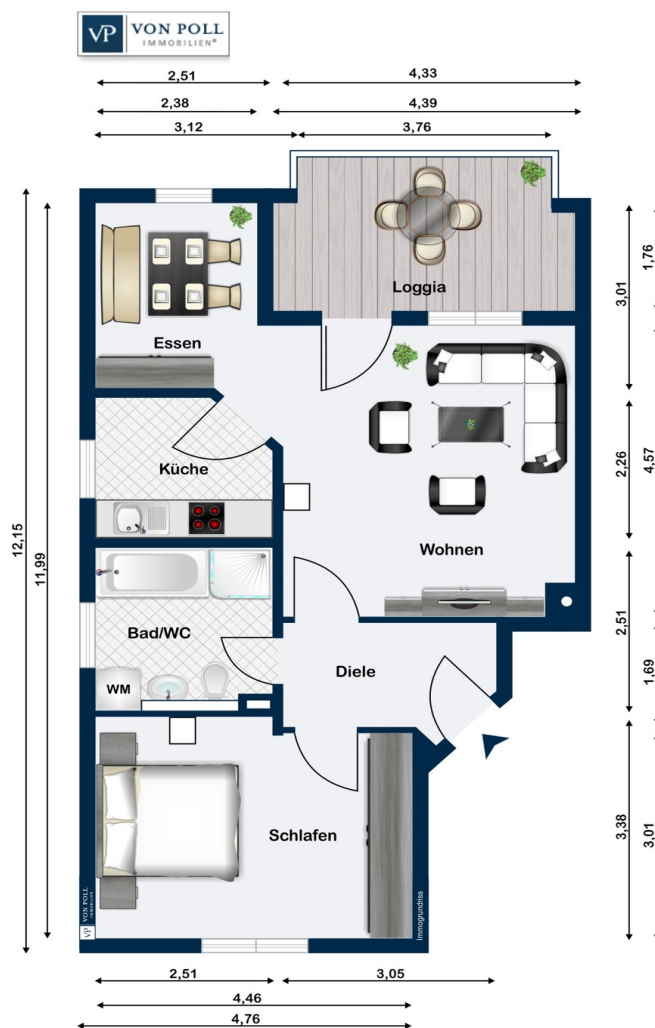 VP VON POLL
IMMOBILIEN®
2,51
4,33
2,38
4,39
3,12
3,76
Loggia
Essen
Küche
Wohnen
Bad/WC
WM
Diele
Schlafen
12,15
11,99
3,01
1,76
2,26
4,57
2,51
1,69
3,38
3,01
VP VON POLL
IMMOBILIEN
Immogrundriss
2,51
3,05
4,46
4,76